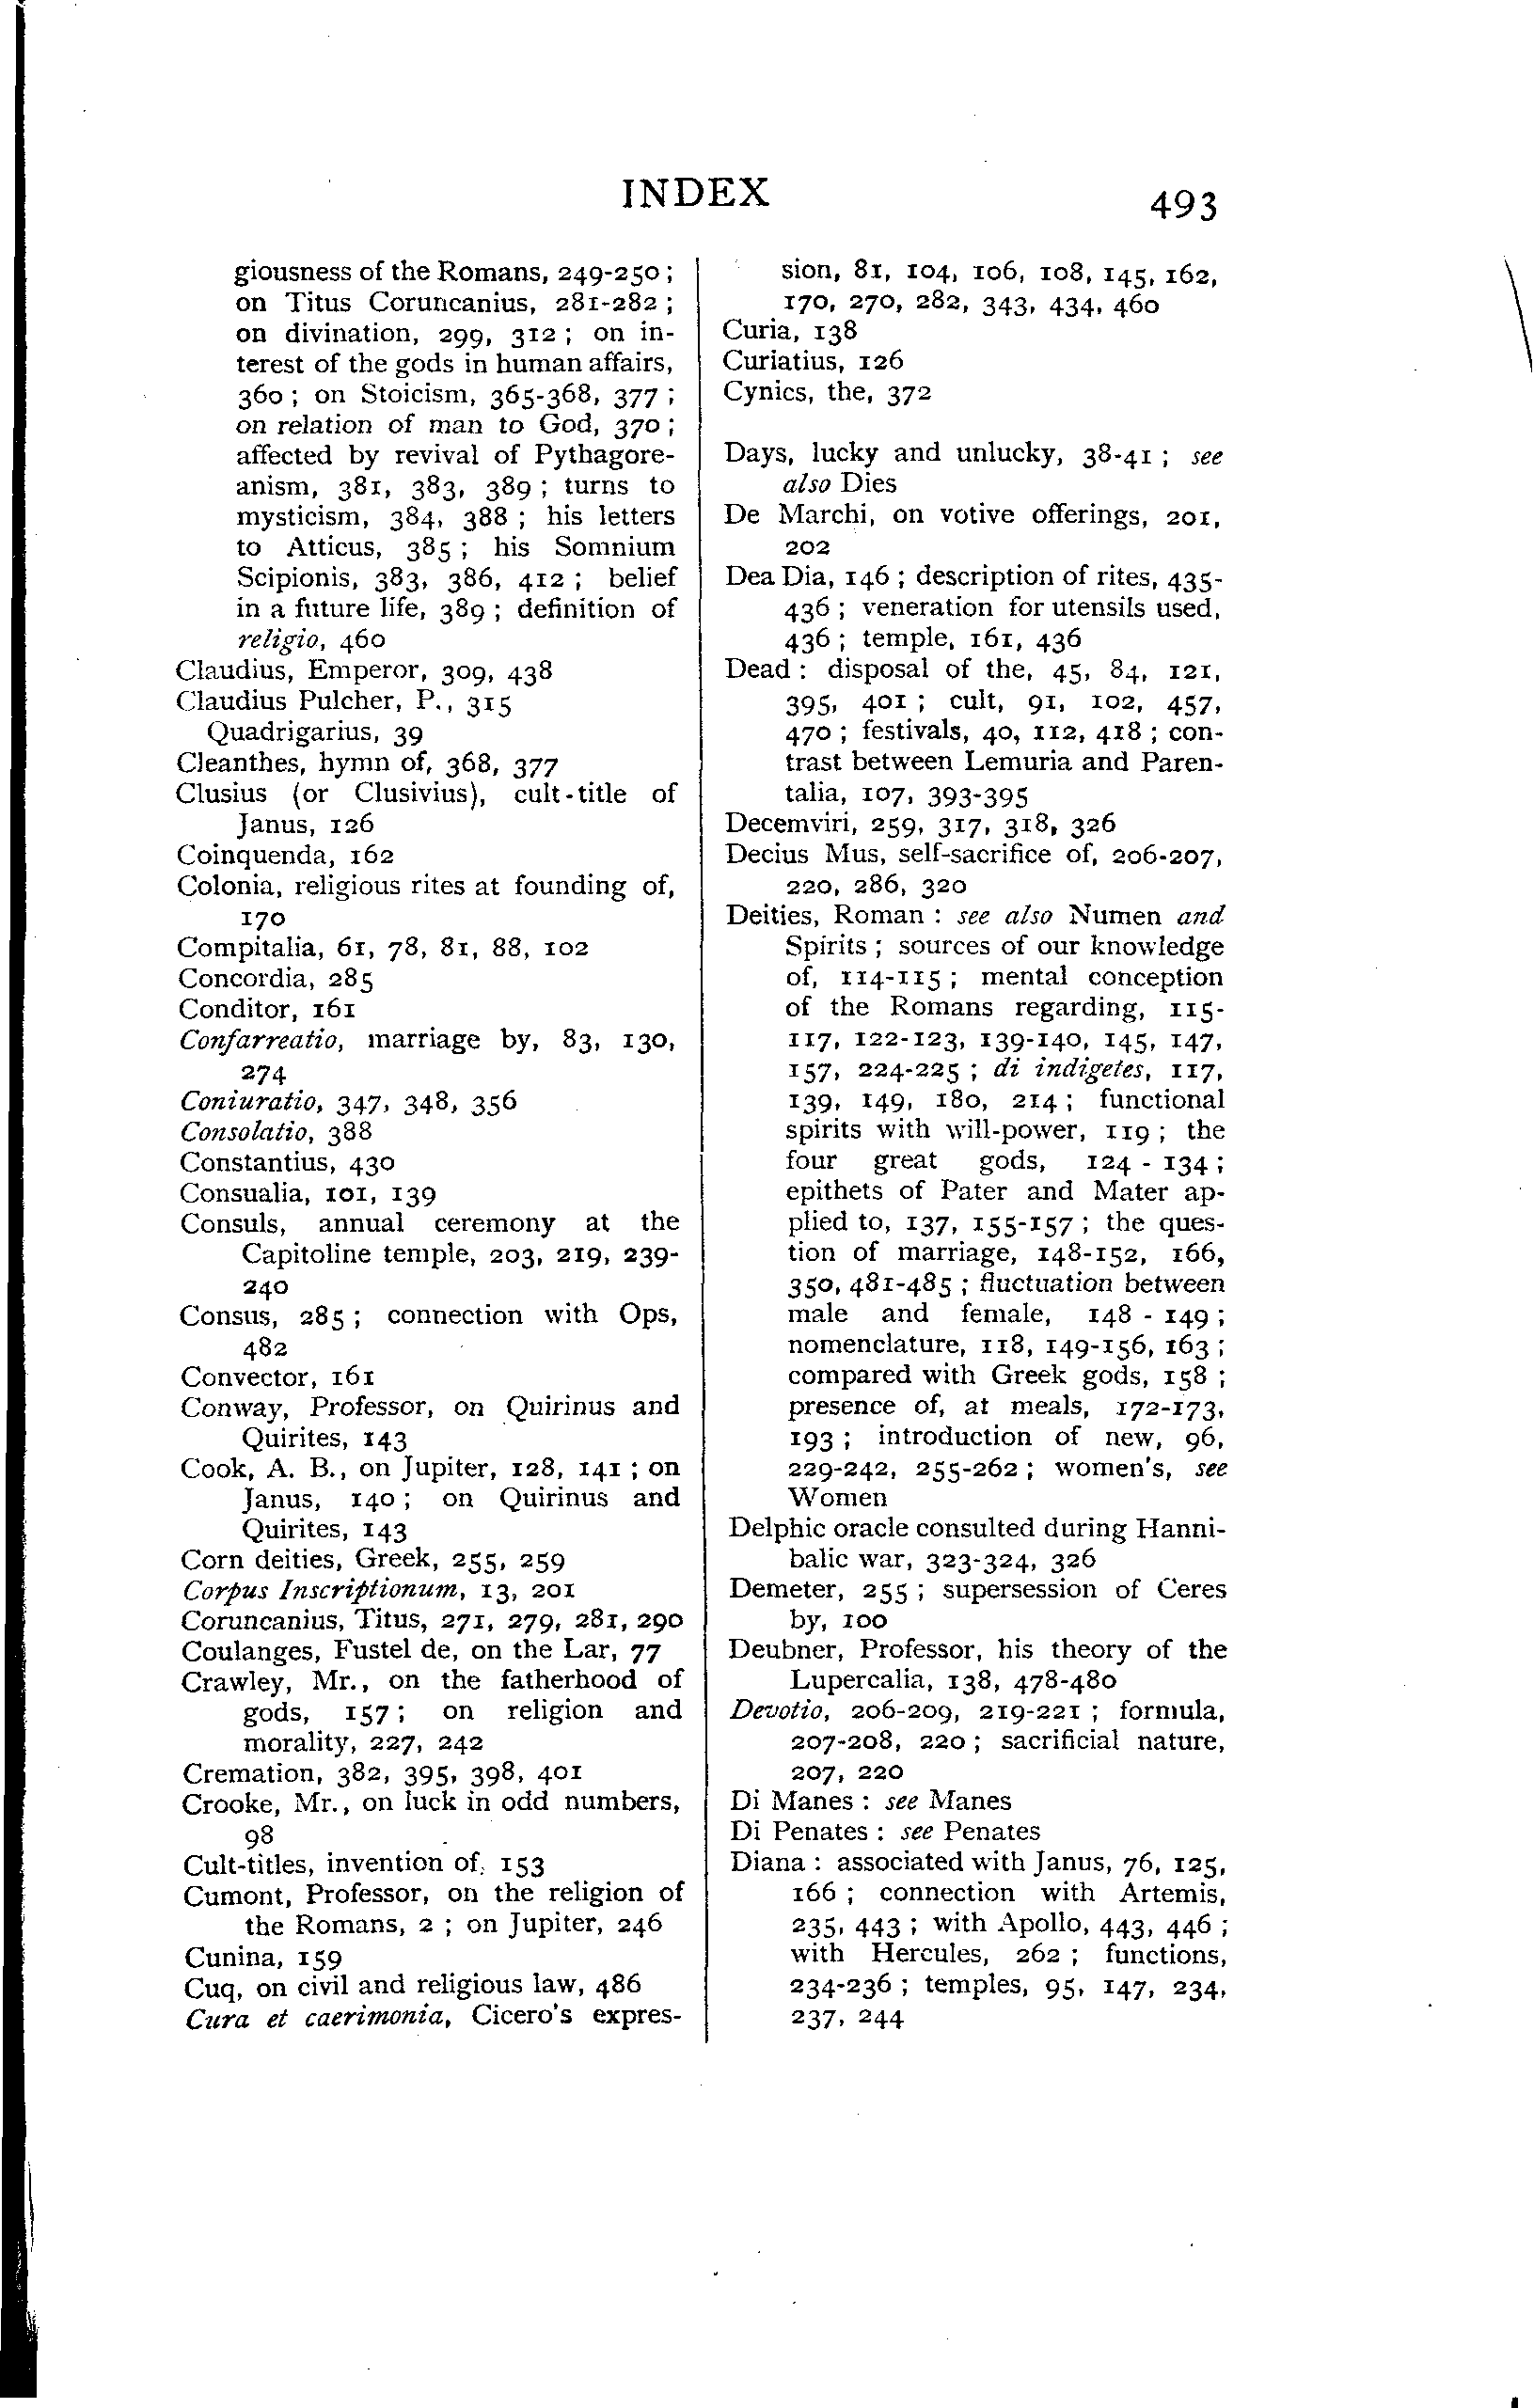 INDEX
493
giousness of the Romans, 249-250 ;
on Titus Coruncanius, 281-282 ;
on divination, 299, 312 ; on in-
terest of the gods in human affairs,
360 ; on Stoicism, 365-368, 377 ;
on relation of man to God, 370 ;
affected by revival of Pythagore-
anism, 381, 383, 389 ; turns to
mysticism, 384, 388 ; his letters
to Atticus, 385 ; his Somnium
Scipionis, 383, 386, 412 ; belief
in a future life, 389 ; definition of
religio, 460
Claudius, Emperor, 309, 438
Claudius Pulcher, P., 315
Quadrigarius, 39
Cleanthes, hymn of, 368, 377
Clusius (or Clusivius), cult-title of
Janus, 126
Coinquenda, 162
Colonia, religious rites at founding of,
170
Compitalia, 61, 78, 81, 88, 102
Concordia, 285
Conditor, 161
Confarreatio, marriage by, 83, 130,
274
Coniuratio, 347, 348, 356
Consolatio, 388
Constantius, 430
Consualia, 101, 139
Consuls, annual ceremony at the
Capitoline temple, 203, 219, 239-
240
Consus, 285 ; connection with Ops,
482
Convector, 161
Conway, Professor, on Quirinus and
Quirites, 143
Cook, A. B., on Jupiter, 128, 141 ; on
Janus, 140 ; on Quirinus and
Quirites, 143
Corn deities, Greek, 255, 259
Corpus Inscriptionum, 13, 201
Coruncanius, Titus, 271, 279, 281, 290
Coulanges, Fustel de, on the Lar, 77
Crawley, Mr., on the fatherhood of
gods, 157 ; on religion and
morality, 227, 242
Cremation, 382, 395, 398, 401
Crooke, Mr., on luck in odd numbers,
98
Cult-titles, invention of, 153
Cumont, Professor, on the religion of
the Romans, 2 ; on Jupiter, 246
Cunina, 159
Cuq, on civil and religious law, 486
Cura et caerimonia, Cicero's expres-
sion, 81, 104, 106, 108, 145, 162,
170, 270, 282, 343, 434, 460
Curia, 138
Curiatius, 126
Cynics, the, 372
Days, lucky and unlucky, 38-41 ; see
also Dies
De Marchi, on votive offerings, 201,
202
Dea Dia, 146 ; description of rites, 435-
436 ; veneration for utensils used,
436 ; temple, 161, 436
Dead : disposal of the, 45, 84, 121,
395, 401 ; cult, 91, 102, 457,
470 ; festivals, 40, 112, 418 ; con-
trast between Lemuria and Paren-
talia, 107, 393-395
Decemviri, 259, 317, 318, 326
Decius Mus, self-sacrifice of, 206-207,
220, 286, 320
Deities, Roman : see also Numen and
Spirits ; sources of our knowledge
of, 114-115 ; mental conception
of the Romans regarding, 115-
117, 122-123, 139-140, 145, 147,
157, 224-225 ; di indigetes, 117,
139, 149, 180, 214 ; functional
spirits with will-power, 119 ; the
four great gods, 124 - 134 ;
epithets of Pater and Mater ap-
plied to, 137, 155-157 ; the ques-
tion of marriage, 148-152, 166,
350, 481-485 ; fluctuation between
male and female, 148 - 149 ;
nomenclature, 118, 149-156, 163 ;
compared with Greek gods, 158 ;
presence of, at meals, 172-173,
193 ; introduction of new, 96,
229-242, 255-262 ; women's, see
Women
Delphic oracle consulted during Hanni-
balic war, 323-324, 326
Demeter, 255 ; supersession of Ceres
by, 100
Deubner, Professor, his theory of the
Lupercalia, 138, 478-480
Devotio, 206-209, 219-221 ; formula,
207-208, 220 ; sacrificial nature,
207, 220
Di Manes : see Manes
Di Penates : see Penates
Diana : associated with Janus, 76, 125,
166 ; connection with Artemis,
235, 443 ; with Apollo, 443, 446 ;
with Hercules, 262 ; functions,
234-236 ; temples, 95, 147, 234,
237, 244